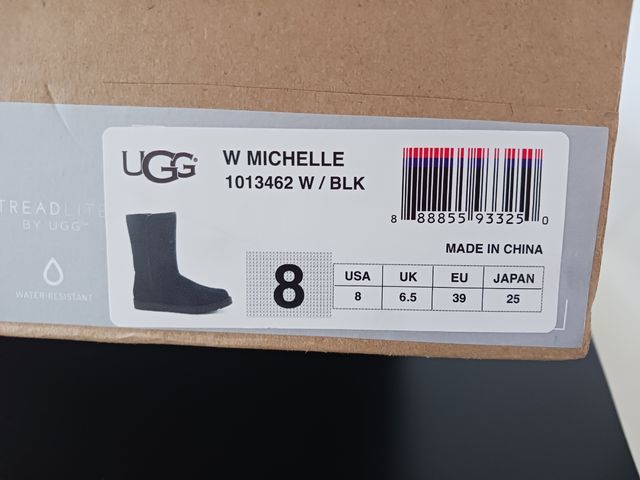 UGG®
W MICHELLE
1013462 W / BLK
8 88855 93325 0
MADE IN CHINA
TREADLITE
BY UGG™
WATER-RESISTANT
8
USA UK EU JAPAN
8 6.5 39 25